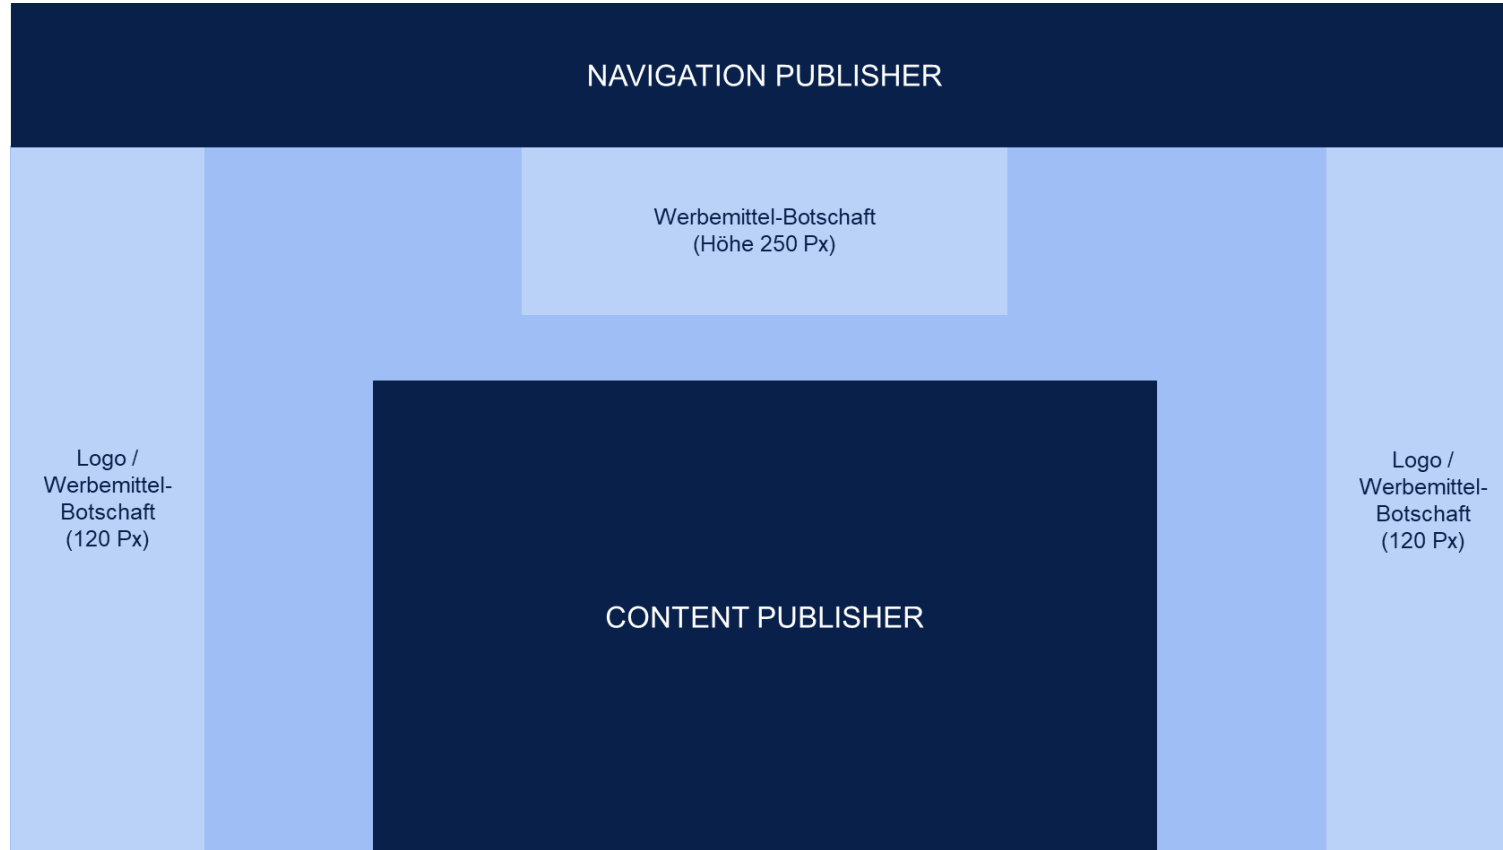 NAVIGATION PUBLISHER
Werbemittel-Botschaft
(Höhe 250 Px)
Logo /
Werbemittel-
Botschaft
(120 Px)
Logo /
Werbemittel-
Botschaft
(120 Px)
CONTENT PUBLISHER